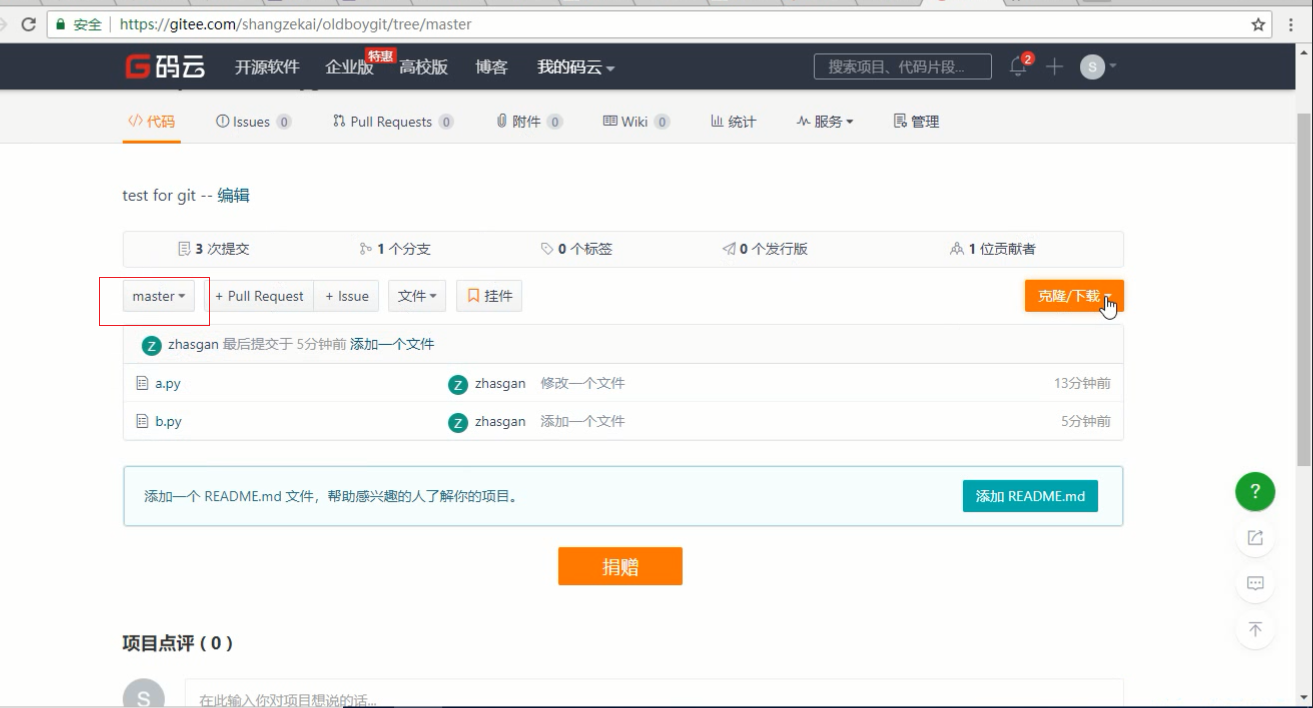 安全 https://gitee.com/shangzekai/oldboygit/tree/master
码云 开源软件 企业版 特惠 高校版 博客 我的码云 搜索项目、代码片段... 2 S
代码 Issues 0 Pull Requests 0 附件 0 Wiki 0 统计 服务 管理
test for git -- 编辑
3 次提交 1 个分支 0 个标签 0 个发行版 1 位贡献者
master + Pull Request + Issue 文件 挂件 克隆/下载
Z zhasgan 最后提交于 5分钟前 添加一个文件
a.py Z zhasgan 修改一个文件 13分钟前
b.py Z zhasgan 添加一个文件 5分钟前
添加一个 README.md 文件，帮助感兴趣的人了解你的项目。 添加 README.md
?
捐赠
项目点评 ( 0 )
S 在此输入你对项目想说的话...